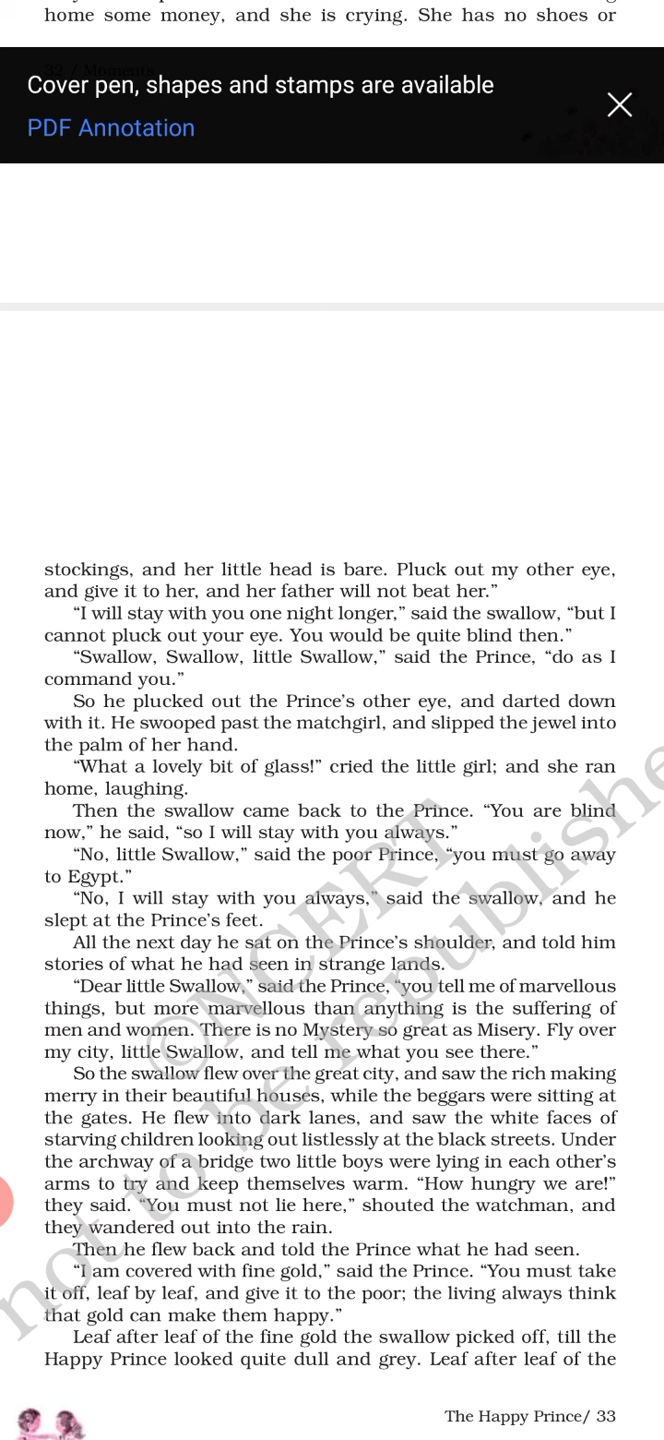 home some money, and she is crying. She has no shoes or
Cover pen, shapes and stamps are available
PDF Annotation
stockings, and her little head is bare. Pluck out my other eye,
and give it to her, and her father will not beat her.”
“I will stay with you one night longer,” said the swallow, “but I
cannot pluck out your eye. You would be quite blind then.”
“Swallow, Swallow, little Swallow,” said the Prince, “do as I
command you.”
So he plucked out the Prince’s other eye, and darted down
with it. He swooped past the matchgirl, and slipped the jewel into
the palm of her hand.
“What a lovely bit of glass!” cried the little girl; and she ran
home, laughing.
Then the swallow came back to the Prince. “You are blind
now,” he said, “so I will stay with you always.”
“No, little Swallow,” said the poor Prince, “you must go away
to Egypt.”
“No, I will stay with you always,” said the swallow, and he
slept at the Prince’s feet.
All the next day he sat on the Prince’s shoulder, and told him
stories of what he had seen in strange lands.
“Dear little Swallow,” said the Prince, “you tell me of marvellous
things, but more marvellous than anything is the suffering of
men and women. There is no Mystery so great as Misery. Fly over
my city, little Swallow, and tell me what you see there.”
So the swallow flew over the great city, and saw the rich making
merry in their beautiful houses, while the beggars were sitting at
the gates. He flew into dark lanes, and saw the white faces of
starving children looking out listlessly at the black streets. Under
the archway of a bridge two little boys were lying in each other’s
arms to try and keep themselves warm. “How hungry we are!”
they said. “You must not lie here,” shouted the watchman, and
they wandered out into the rain.
Then he flew back and told the Prince what he had seen.
“I am covered with fine gold,” said the Prince. “You must take
it off, leaf by leaf, and give it to the poor; the living always think
that gold can make them happy.”
Leaf after leaf of the fine gold the swallow picked off, till the
Happy Prince looked quite dull and grey. Leaf after leaf of the
©NCERT
not to be republishe
The Happy Prince/ 33